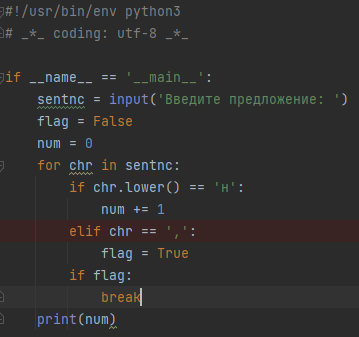 #!/usr/bin/env python3
# _*_ coding: utf-8 _*_
if __name__ == '__main__':
    sentnc = input('Введите предложение: ')
    flag = False
    num = 0
    for chr in sentnc:
        if chr.lower() == 'н':
            num += 1
        elif chr == ',':
            flag = True
        if flag:
            break
    print(num)